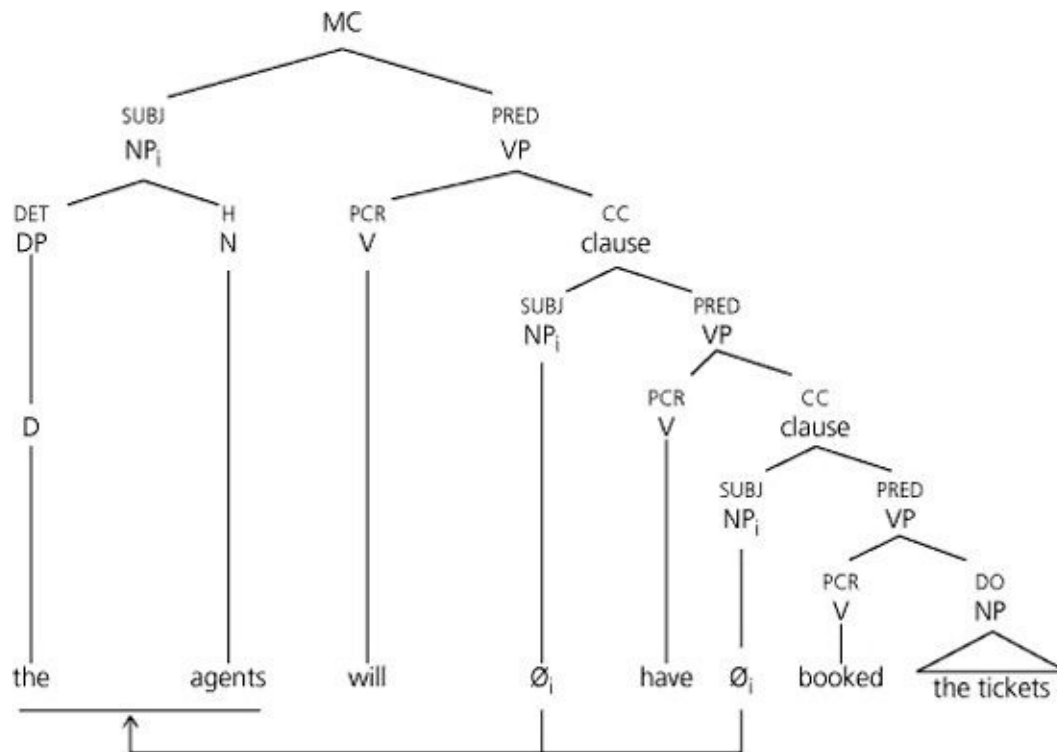 MC
SUBJ PRED
NPi VP
DET H PCR CC
DP N V clause
SUBJ PRED
NPi VP
PCR CC
D V clause
SUBJ PRED
NPi VP
PCR DO
V NP
the agents will Øi have Øi booked the tickets